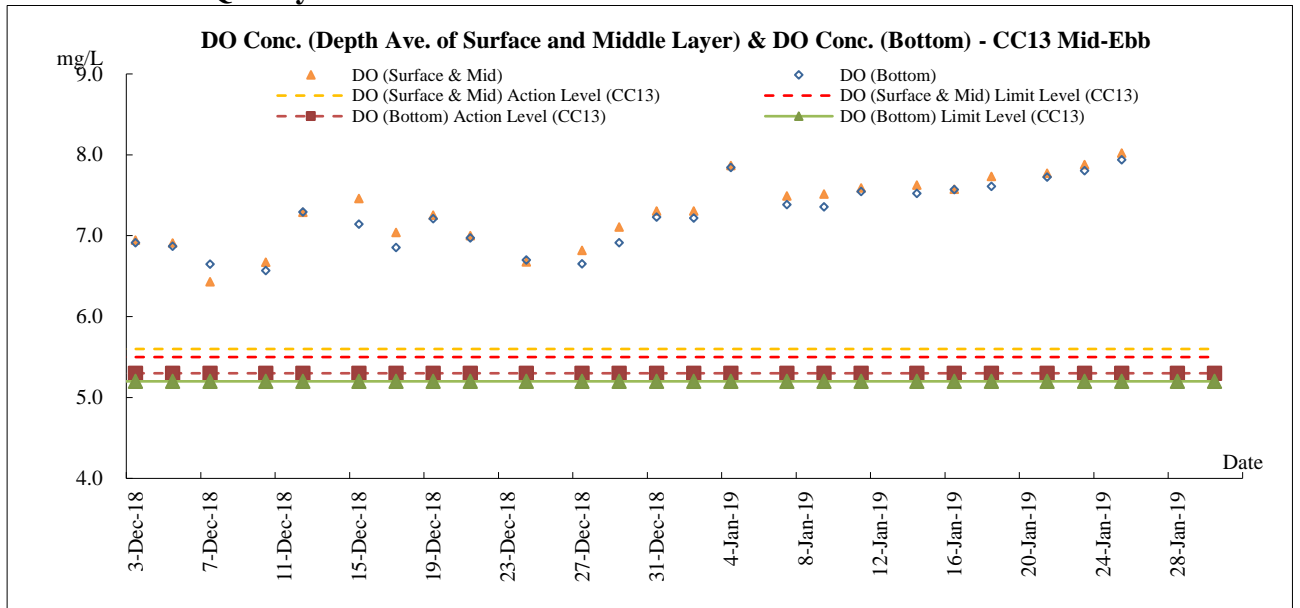 DO Conc. (Depth Ave. of Surface and Middle Layer) & DO Conc. (Bottom) - CC13 Mid-Ebb
mg/L
9.0
8.0
7.0
6.0
5.0
4.0
DO (Surface & Mid)
DO (Bottom)
DO (Surface & Mid) Action Level (CC13)
DO (Surface & Mid) Limit Level (CC13)
DO (Bottom) Action Level (CC13)
DO (Bottom) Limit Level (CC13)
Date
3-Dec-18
7-Dec-18
11-Dec-18
15-Dec-18
19-Dec-18
23-Dec-18
27-Dec-18
31-Dec-18
4-Jan-19
8-Jan-19
12-Jan-19
16-Jan-19
20-Jan-19
24-Jan-19
28-Jan-19